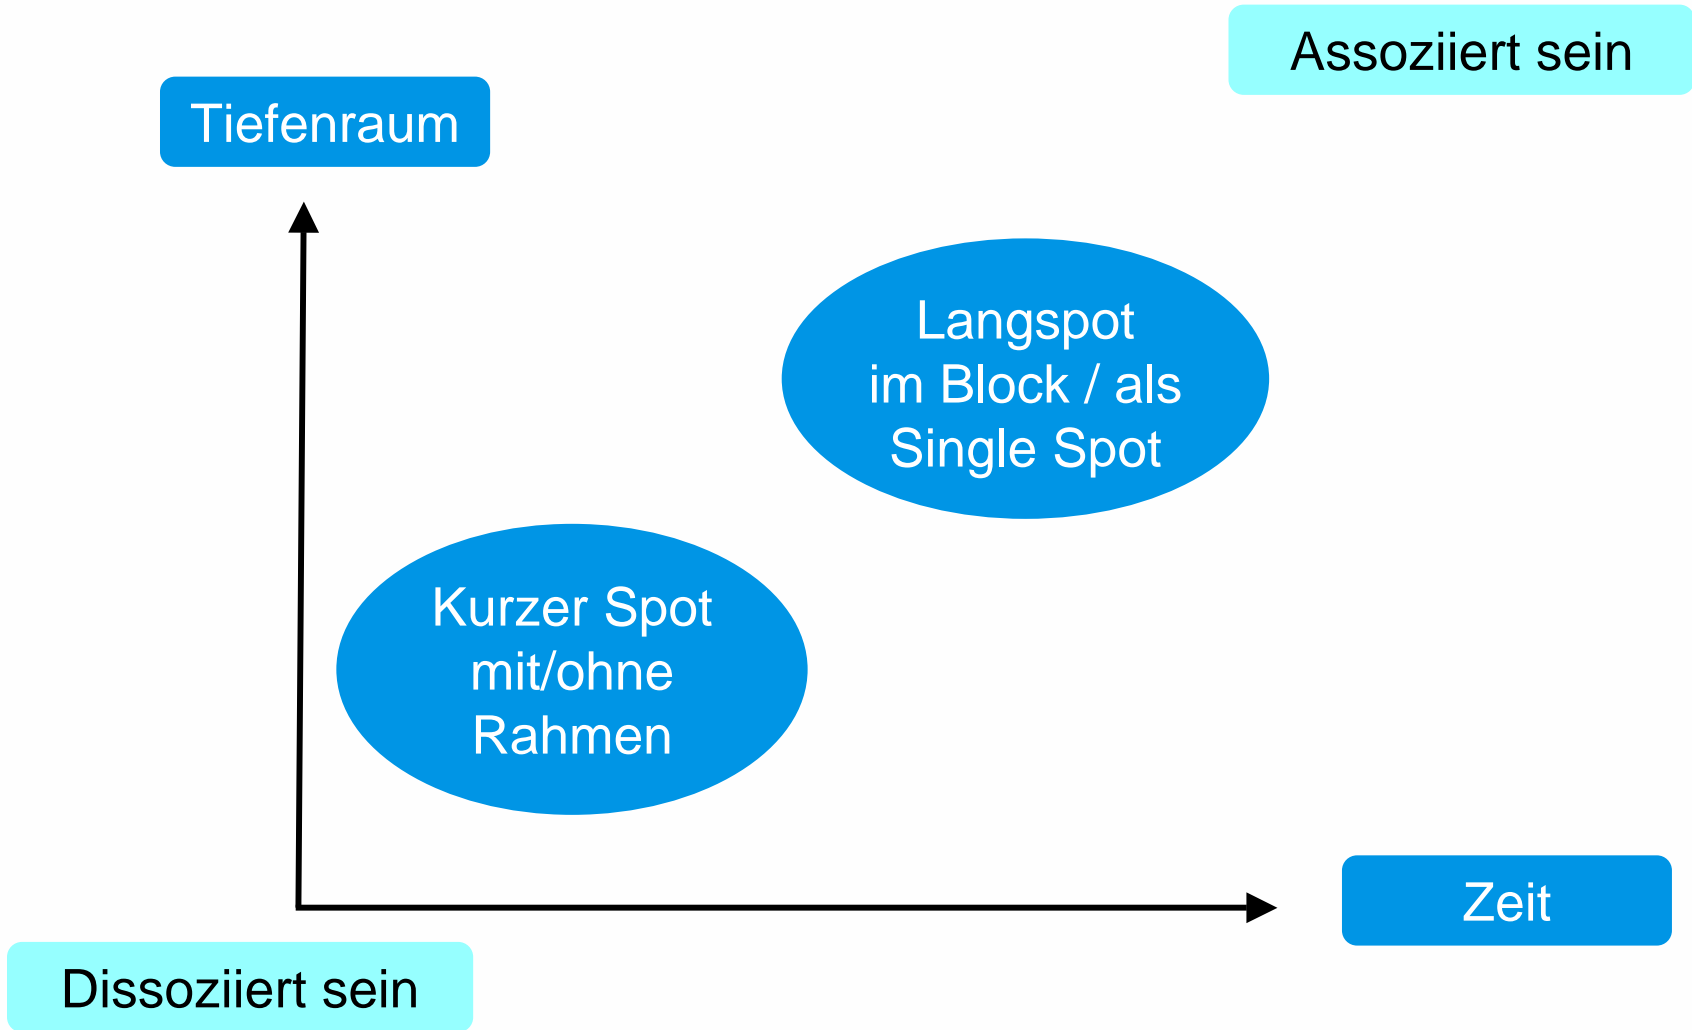 Assoziiert sein
Tiefenraum
Langspot
im Block / als
Single Spot
Kurzer Spot
mit/ohne
Rahmen
Zeit
Dissoziiert sein